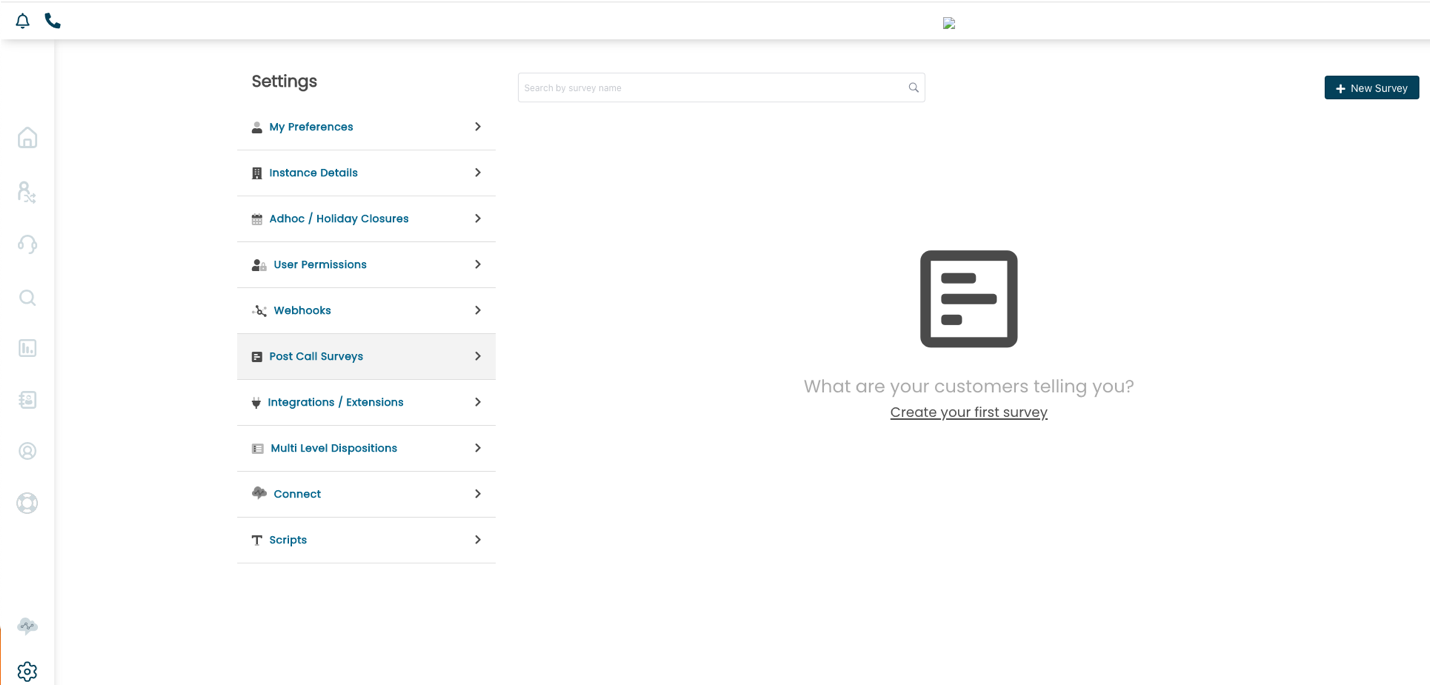 Settings
Search by survey name
New Survey
My Preferences
Instance Details
Adhoc / Holiday Closures
User Permissions
Webhooks
Post Call Surveys
Integrations / Extensions
Multi Level Dispositions
Connect
Scripts
What are your customers telling you?
Create your first survey